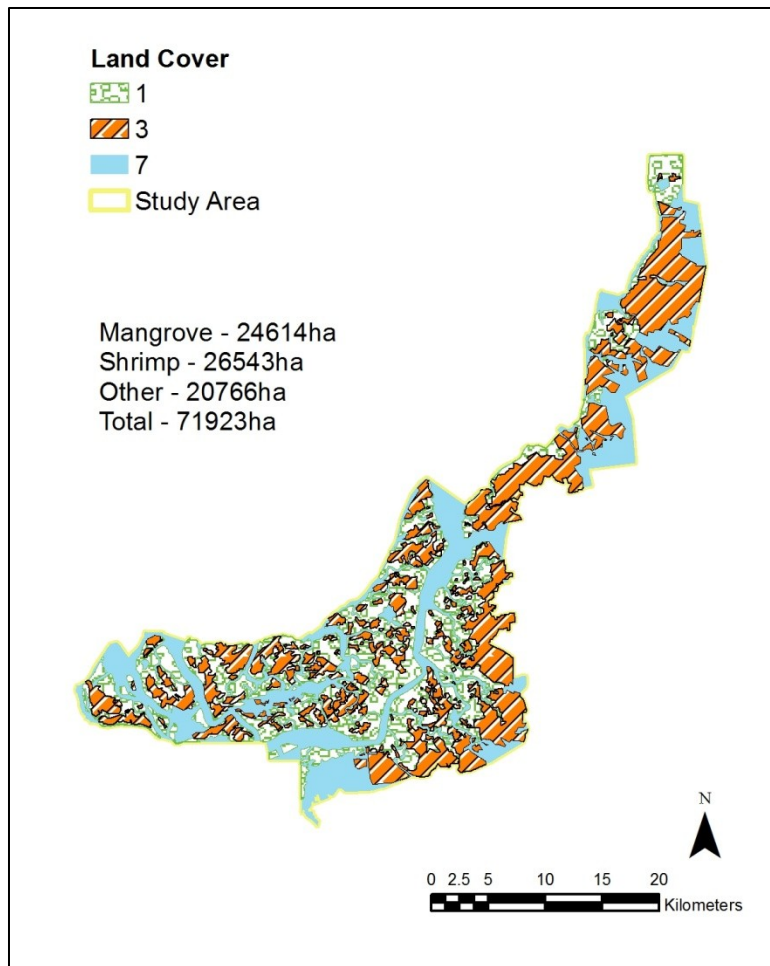 Land Cover
1
3
7
Study Area
Mangrove - 24614ha
Shrimp - 26543ha
Other - 20766ha
Total - 71923ha
N
0 2.5 5 10 15 20
Kilometers